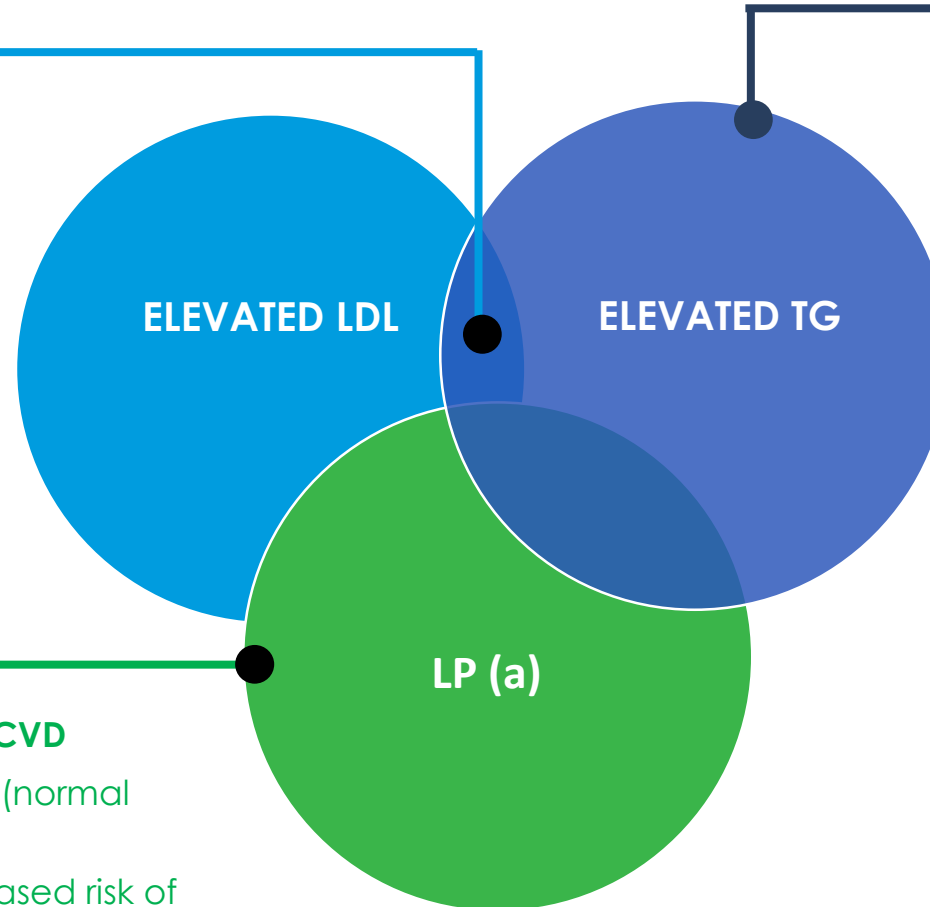 ELEVATED LDL
ELEVATED TG
LP (a)
CVD
(normal
ased risk of